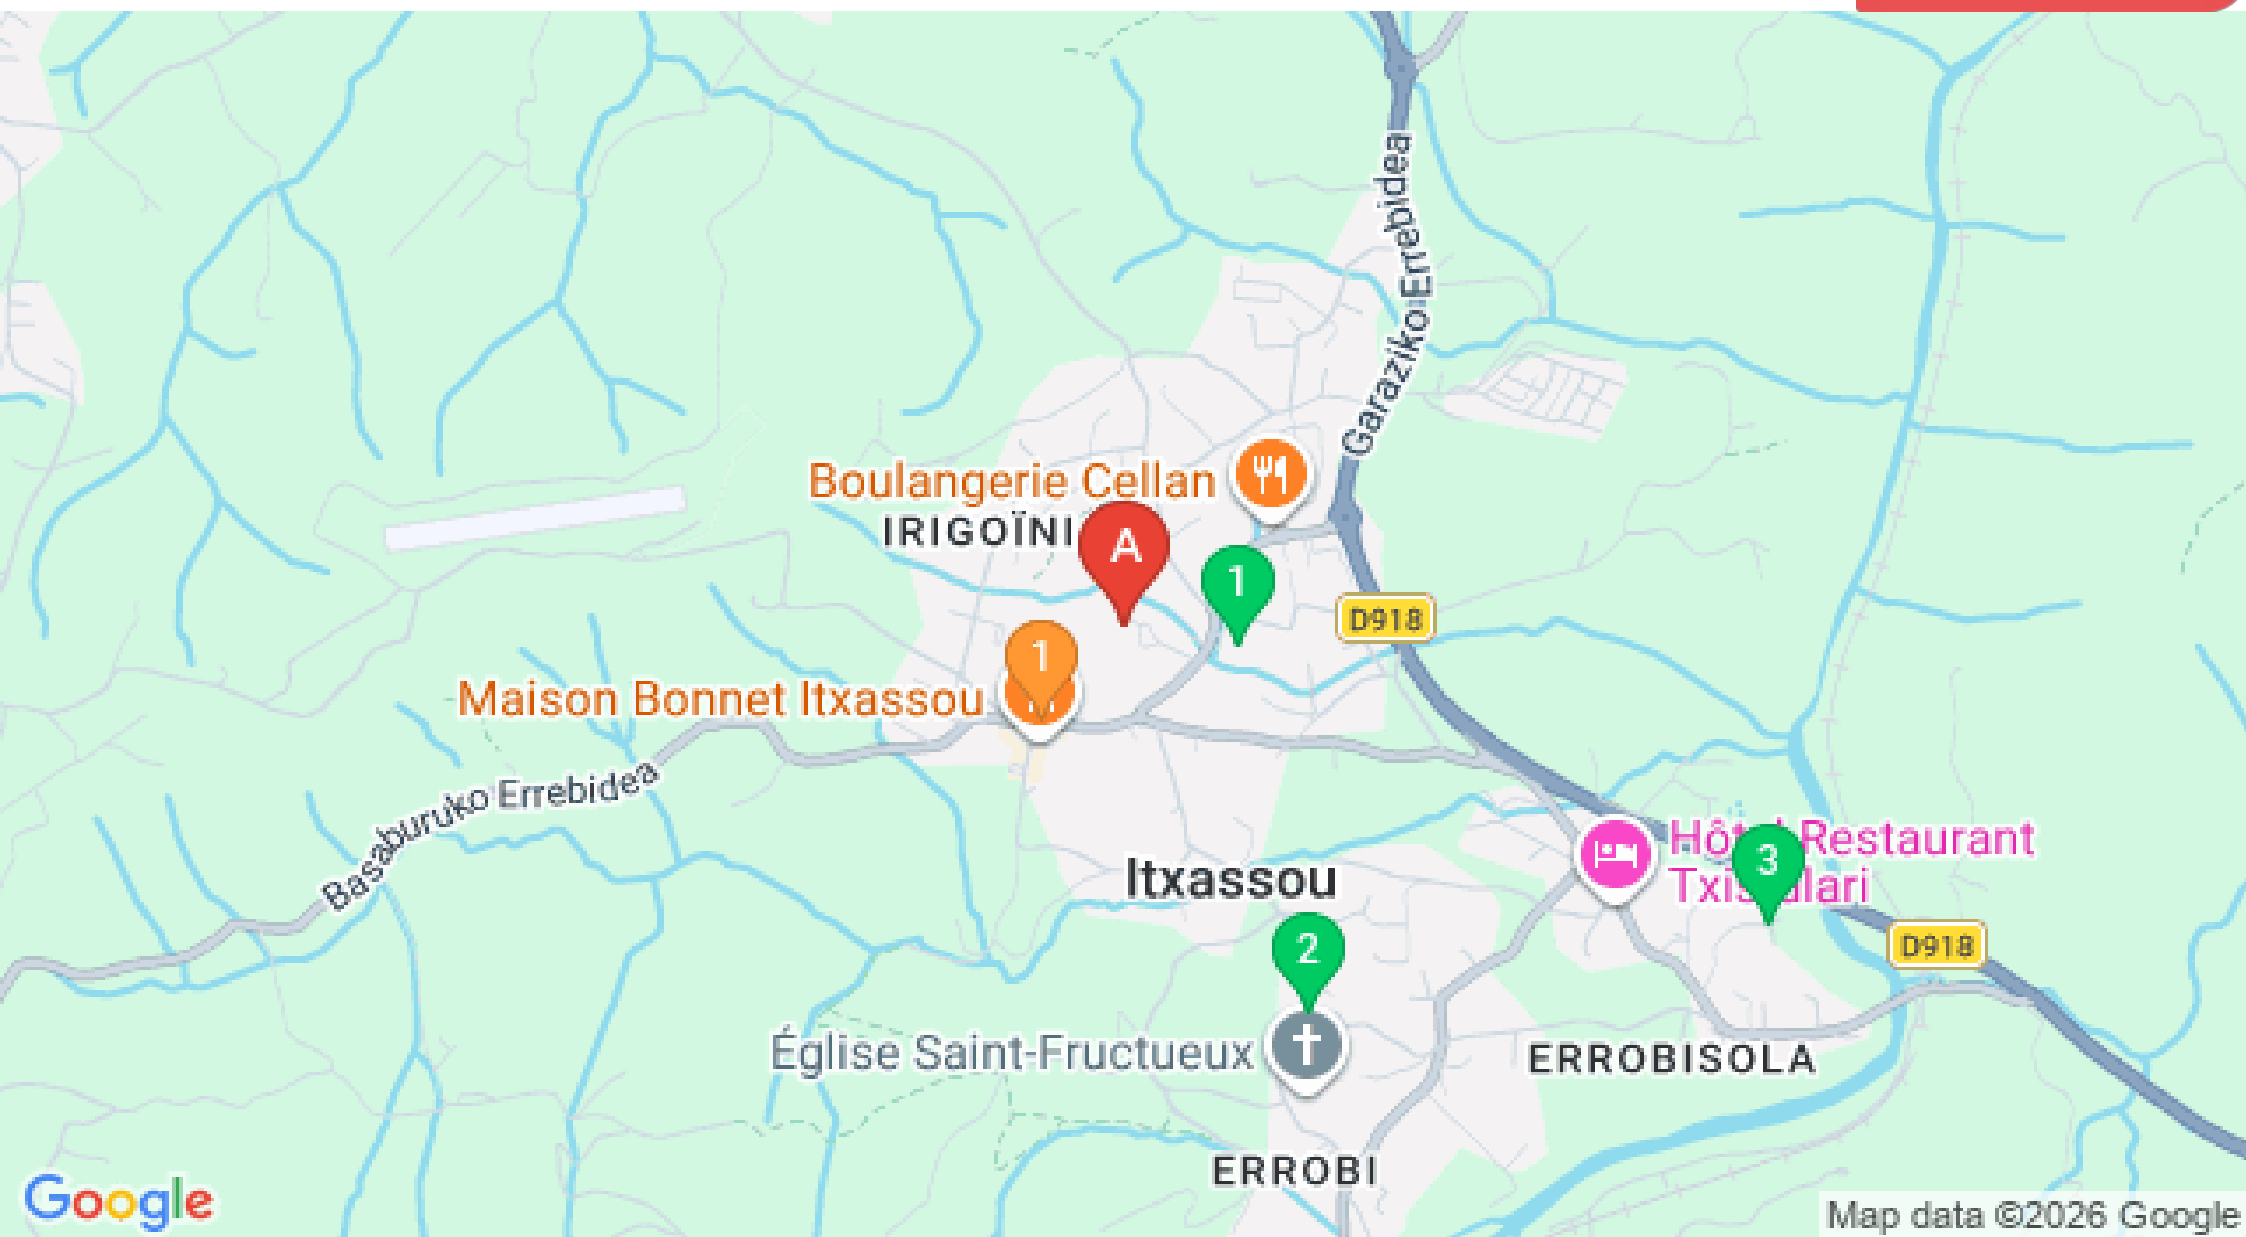 Garaziko Errebidea
Boulangerie Cellan
IRIGOÏNI
A
1
D918
1
Maison Bonnet Itxassou
Basaburuko Errebidea
Hôtel Restaurant
3
Itxassou
2
D918
Église Saint-Fructueux
ERROBISOLA
ERROBI
Google
Map data ©2026 Google